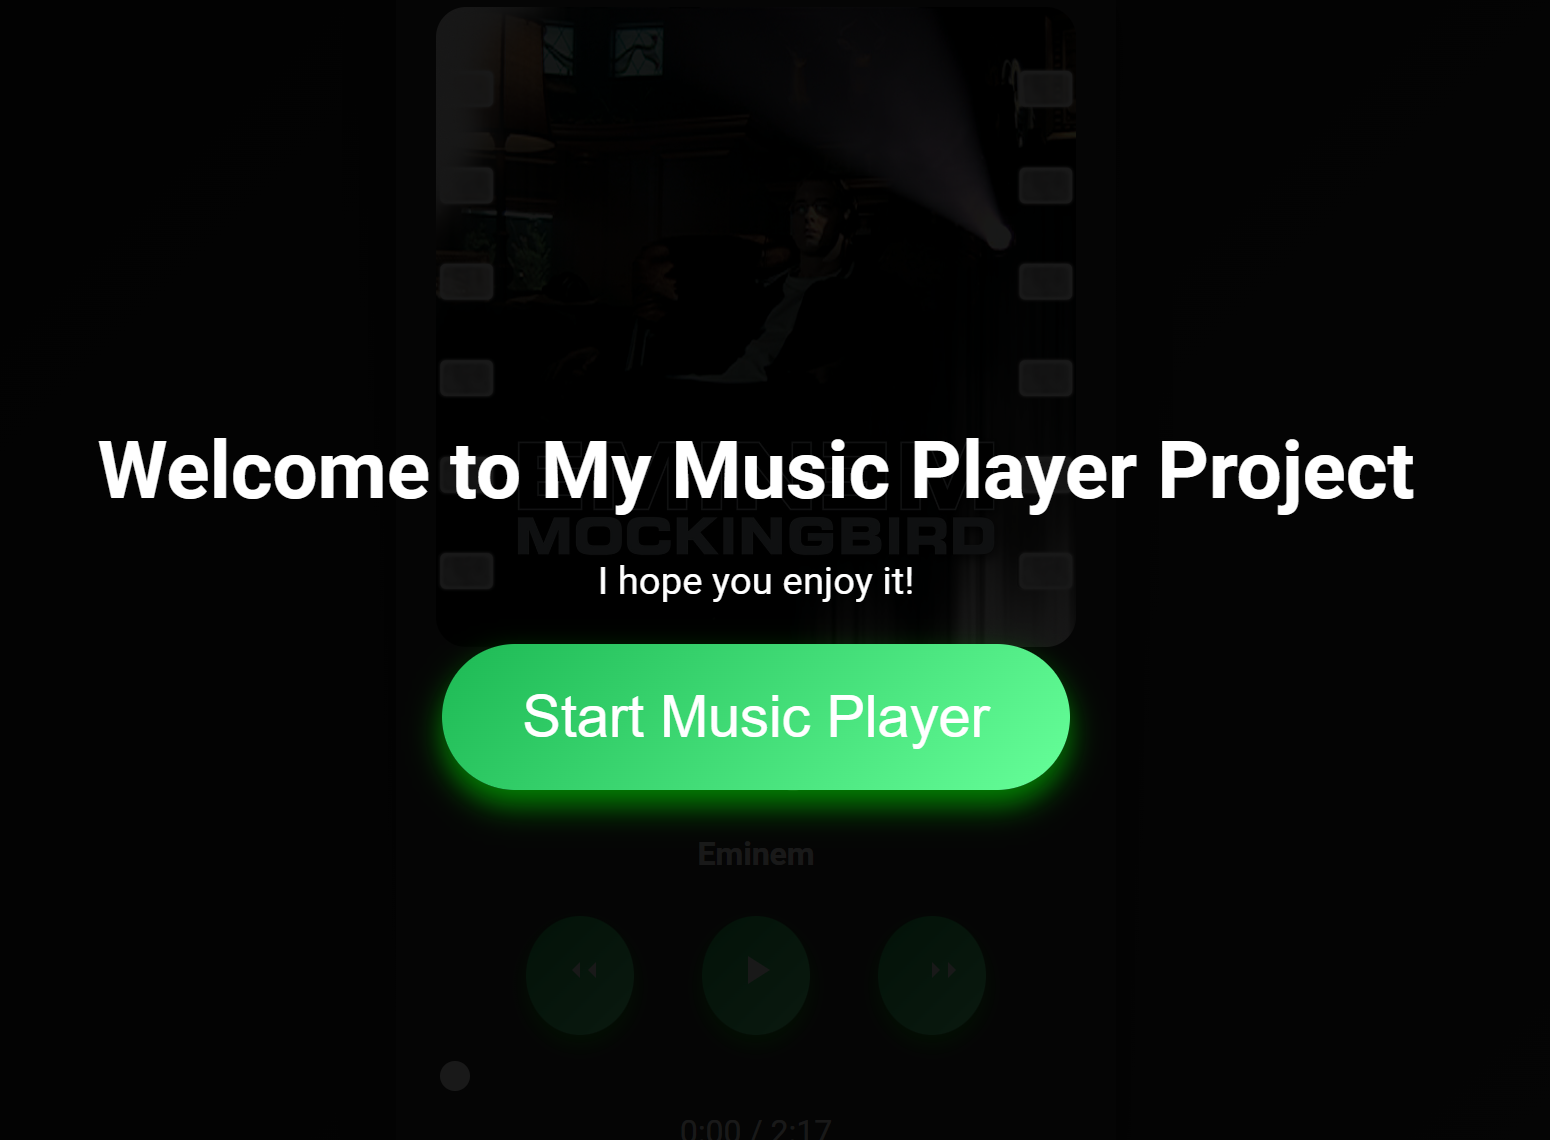 Welcome to My Music Player Project
EMINEM
MOCKINGBIRD
I hope you enjoy it!
Start Music Player
Eminem
0:00 / 2:17